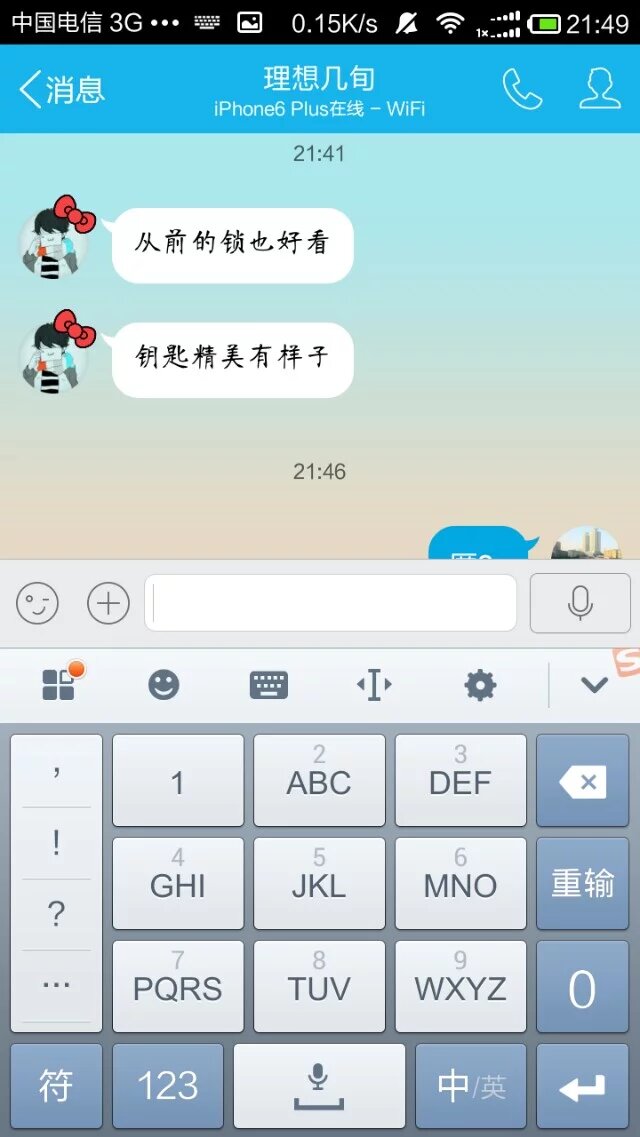 中国电信 3G ••• 0.15K/s 1x 21:49
消息 理想几旬
iPhone6 Plus在线 – WiFi
21:41
从前的锁也好看
钥匙精美有样子
21:46
, 1 2 ABC 3 DEF
! 4 GHI 5 JKL 6 MNO 重输
? 7 PQRS 8 TUV 9 WXYZ 0
...
符 123 中/英